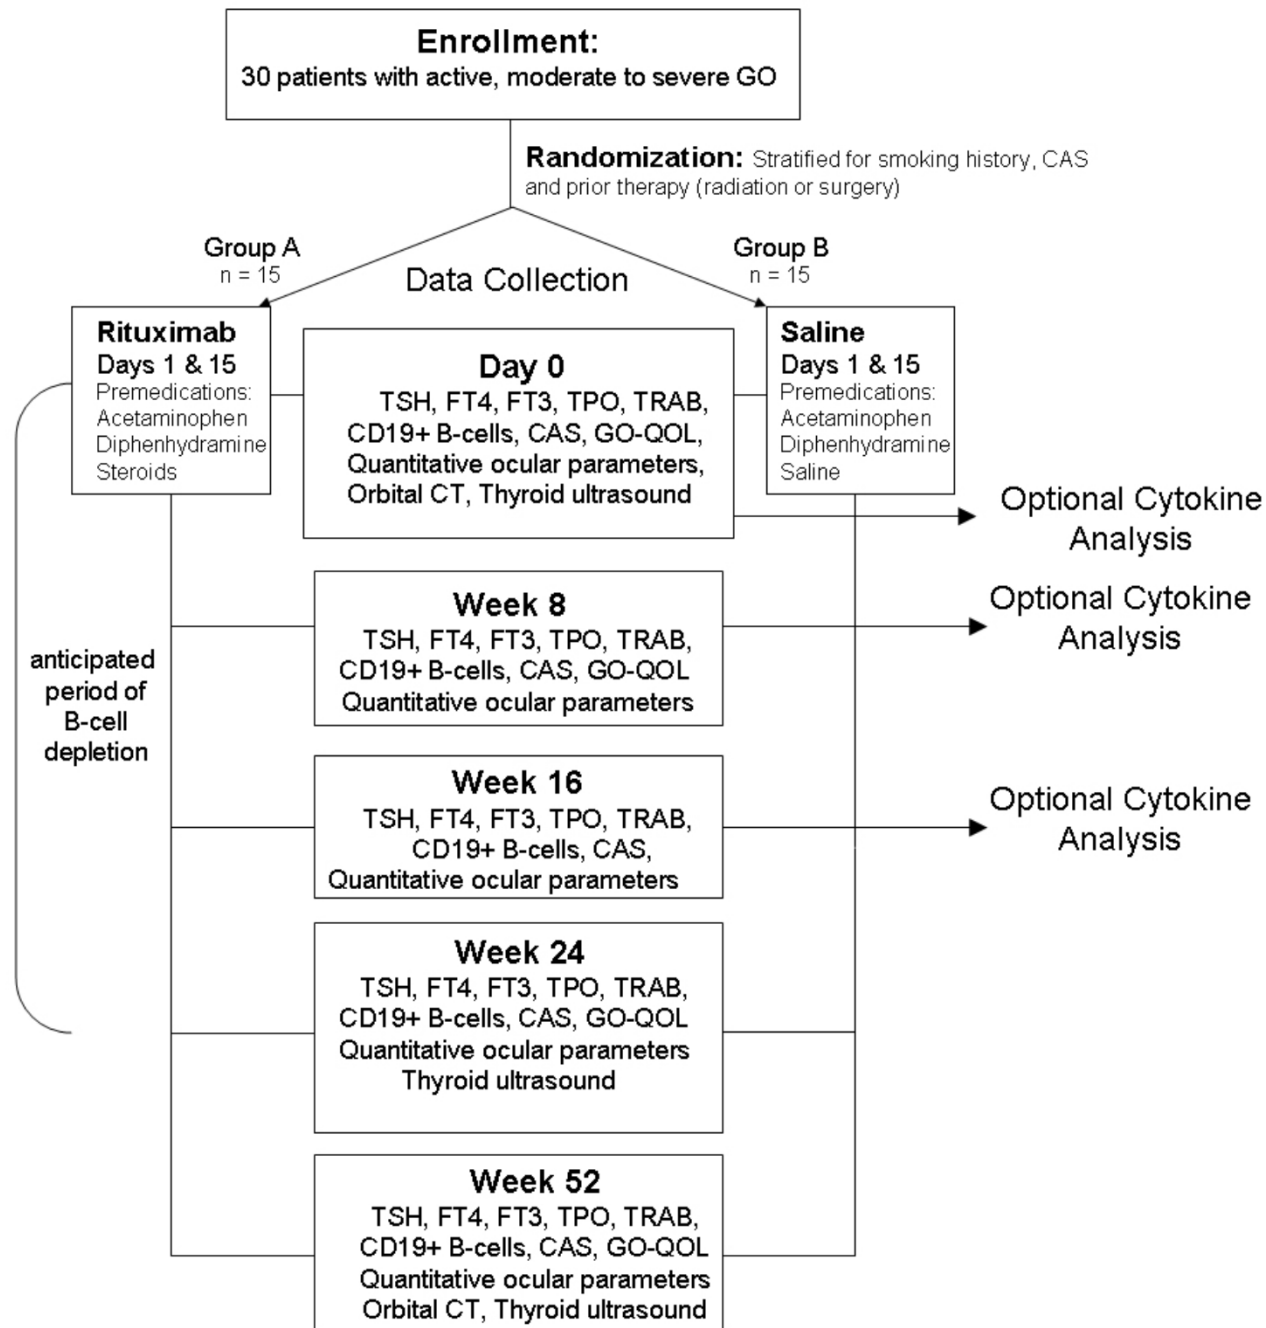 Enrollment:
30 patients with active, moderate to severe GO
Randomization: Stratified for smoking history, CAS
and prior therapy (radiation or surgery)
Group A
n = 15
Group B
n = 15
Data Collection
Rituximab
Days 1 & 15
Premedications:
Acetaminophen
Diphenhydramine
Steroids
Day 0
TSH, FT4, FT3, TPO, TRAB,
CD19+ B-cells, CAS, GO-QOL,
Quantitative ocular parameters,
Orbital CT, Thyroid ultrasound
Saline
Days 1 & 15
Premedications:
Acetaminophen
Diphenhydramine
Saline
Optional Cytokine
Analysis
Week 8
TSH, FT4, FT3, TPO, TRAB,
CD19+ B-cells, CAS, GO-QOL
Quantitative ocular parameters
Optional Cytokine
Analysis
anticipated
period of
B-cell
depletion
Week 16
TSH, FT4, FT3, TPO, TRAB,
CD19+ B-cells, CAS,
Quantitative ocular parameters
Optional Cytokine
Analysis
Week 24
TSH, FT4, FT3, TPO, TRAB,
CD19+ B-cells, CAS, GO-QOL
Quantitative ocular parameters
Thyroid ultrasound
Week 52
TSH, FT4, FT3, TPO, TRAB,
CD19+ B-cells, CAS, GO-QOL
Quantitative ocular parameters
Orbital CT, Thyroid ultrasound